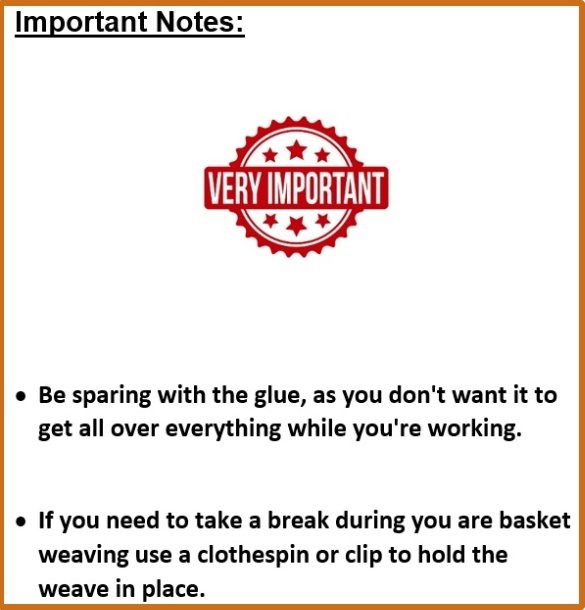 Important Notes:
VERY IMPORTANT
• Be sparing with the glue, as you don't want it to
get all over everything while you're working.
• If you need to take a break during you are basket
weaving use a clothespin or clip to hold the
weave in place.